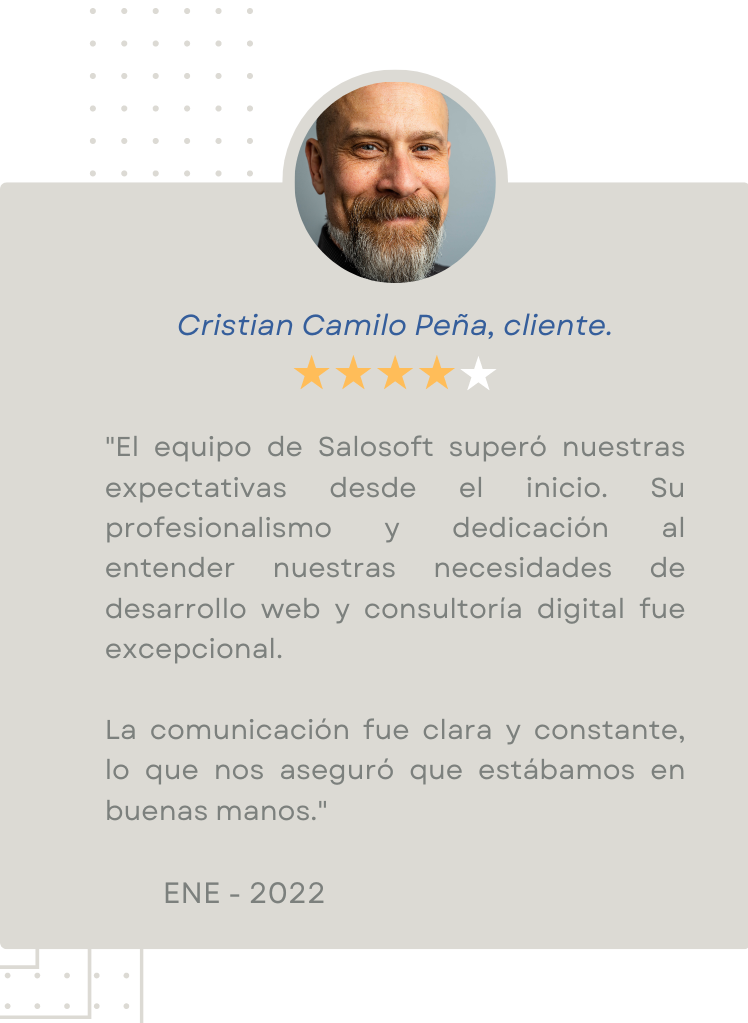 Cristian Camilo Peña, cliente.
"El equipo de Salosoft superó nuestras
expectativas desde el inicio. Su
profesionalismo y dedicación al
entender nuestras necesidades de
desarrollo web y consultoría digital fue
excepcional.
La comunicación fue clara y constante,
lo que nos aseguró que estábamos en
buenas manos."
ENE - 2022